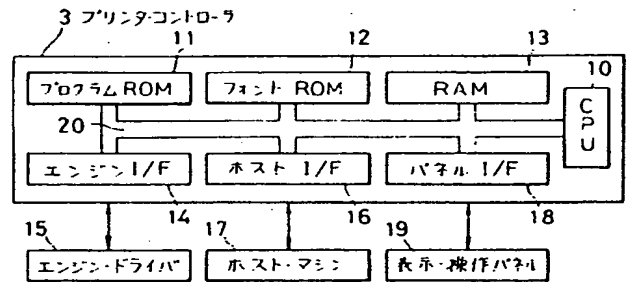 3 プリンタ・コントローラ
11 12 13
プログラム ROM フォント ROM RAM
10
CPU
20
エンジン I/F ホスト I/F パネル I/F
14 16 18
15 17 19
エンジン・ドライバ ホスト・マシン 表示・操作パネル